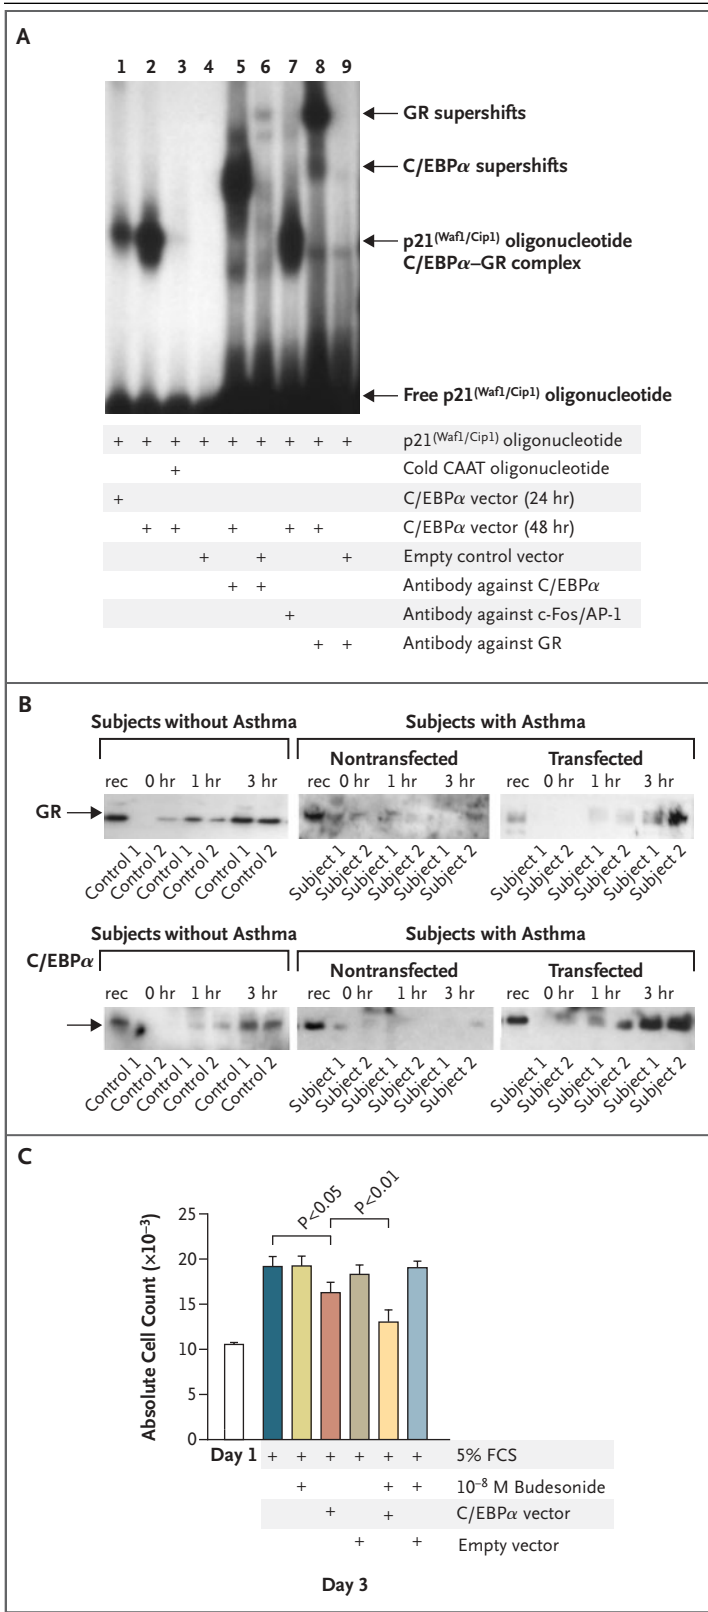 A
1 2 3 4 5 6 7 8 9
GR supershifts
C/EBPα supershifts
p21(Waf1/Cip1) oligonucleotide
C/EBPα–GR complex
Free p21(Waf1/Cip1) oligonucleotide
+ + + + + + + + + p21(Waf1/Cip1) oligonucleotide
+ Cold CAAT oligonucleotide
+ C/EBPα vector (24 hr)
+ + + + + C/EBPα vector (48 hr)
+ + + Empty control vector
+ + Antibody against C/EBPα
+ Antibody against c-Fos/AP-1
+ + Antibody against GR
B
Subjects without Asthma Subjects with Asthma
Nontransfected Transfected
rec 0 hr 1 hr 3 hr rec 0 hr 1 hr 3 hr rec 0 hr 1 hr 3 hr
GR
Control 1 Control 2 Control 1 Control 2 Control 1 Control 2 Subject 1 Subject 2 Subject 1 Subject 2 Subject 1 Subject 2 Subject 1 Subject 2 Subject 1 Subject 2 Subject 1 Subject 2
Subjects without Asthma Subjects with Asthma
C/EBPα
Nontransfected Transfected
rec 0 hr 1 hr 3 hr rec 0 hr 1 hr 3 hr rec 0 hr 1 hr 3 hr
Control 1 Control 2 Control 1 Control 2 Control 1 Control 2 Subject 1 Subject 2 Subject 1 Subject 2 Subject 1 Subject 2 Subject 1 Subject 2 Subject 1 Subject 2 Subject 1 Subject 2
C
P<0.05 P<0.01
Absolute Cell Count (×10⁻³)
25
20
15
10
5
0
Day 1 + + + + + + 5% FCS
+ + + 10⁻⁸ M Budesonide
+ + C/EBPα vector
+ + Empty vector
Day 3